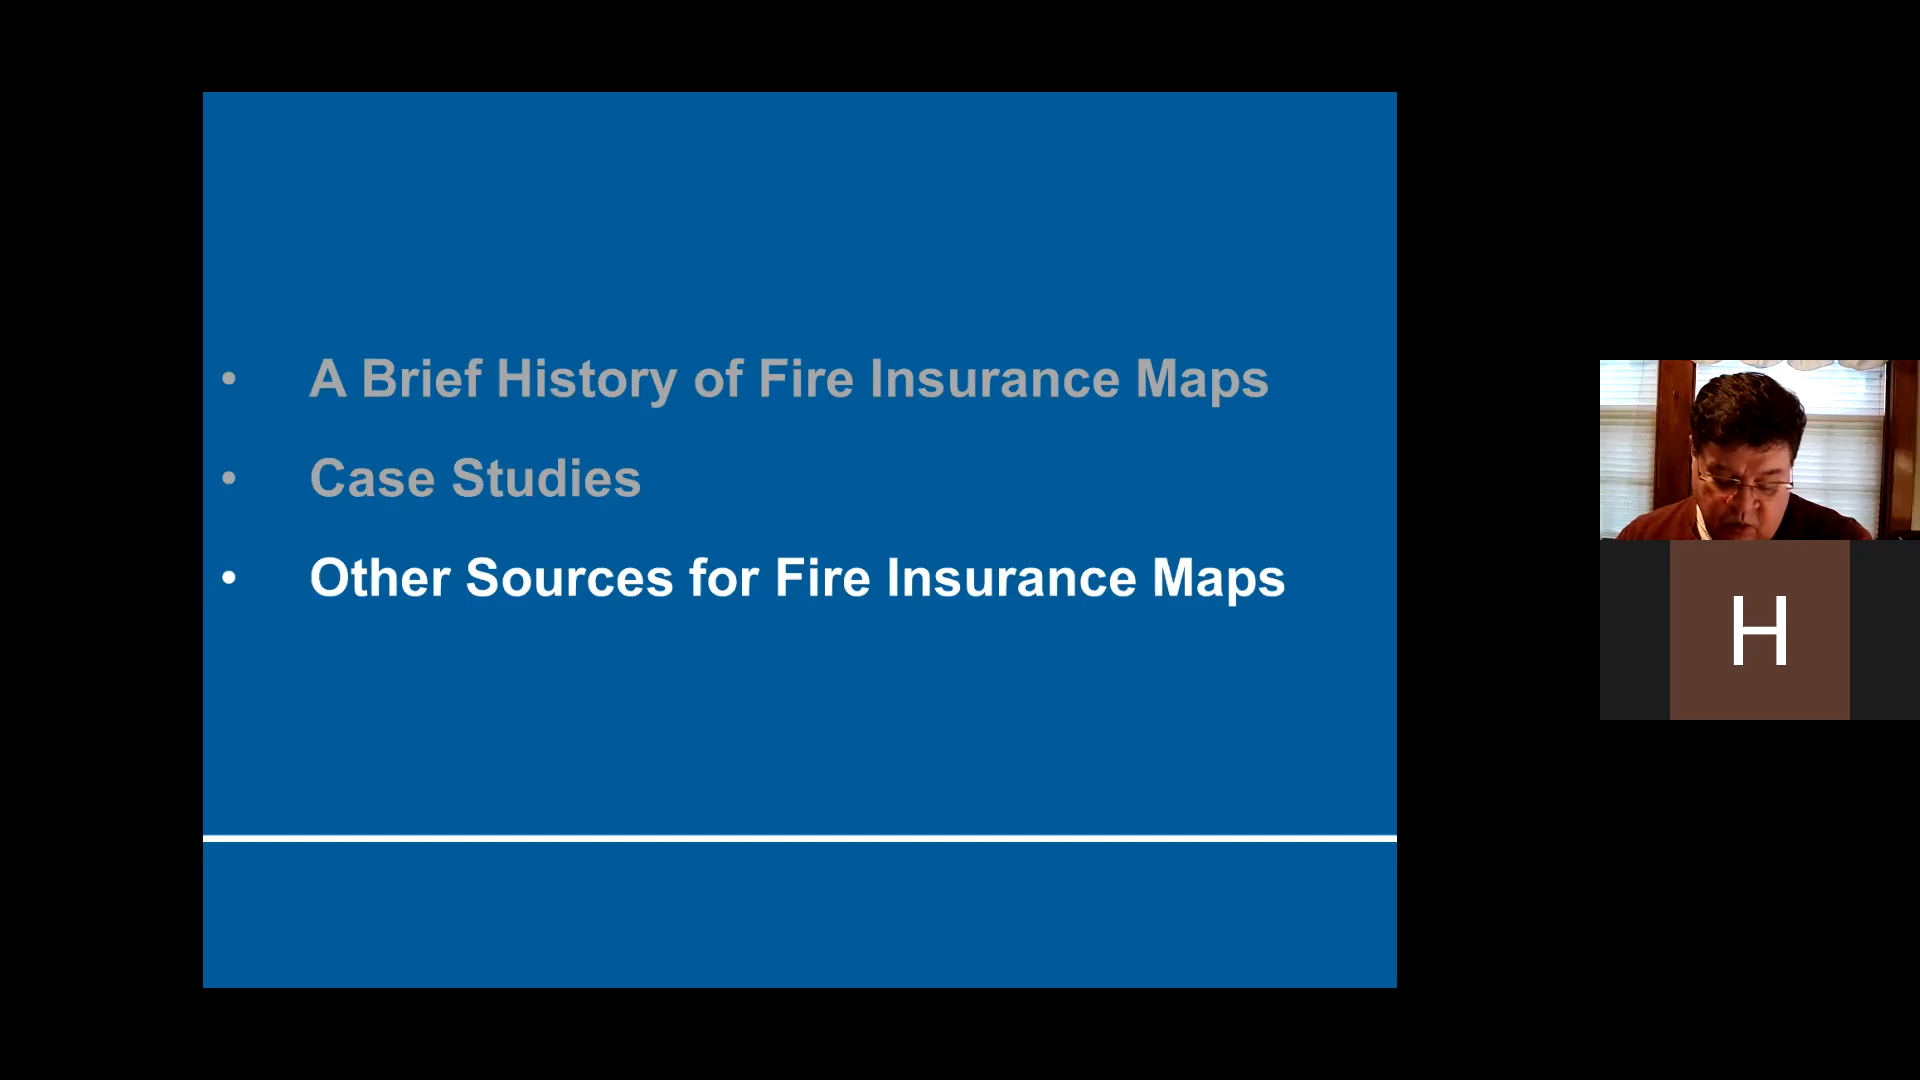 • A Brief History of Fire Insurance Maps
• Case Studies
• Other Sources for Fire Insurance Maps
H